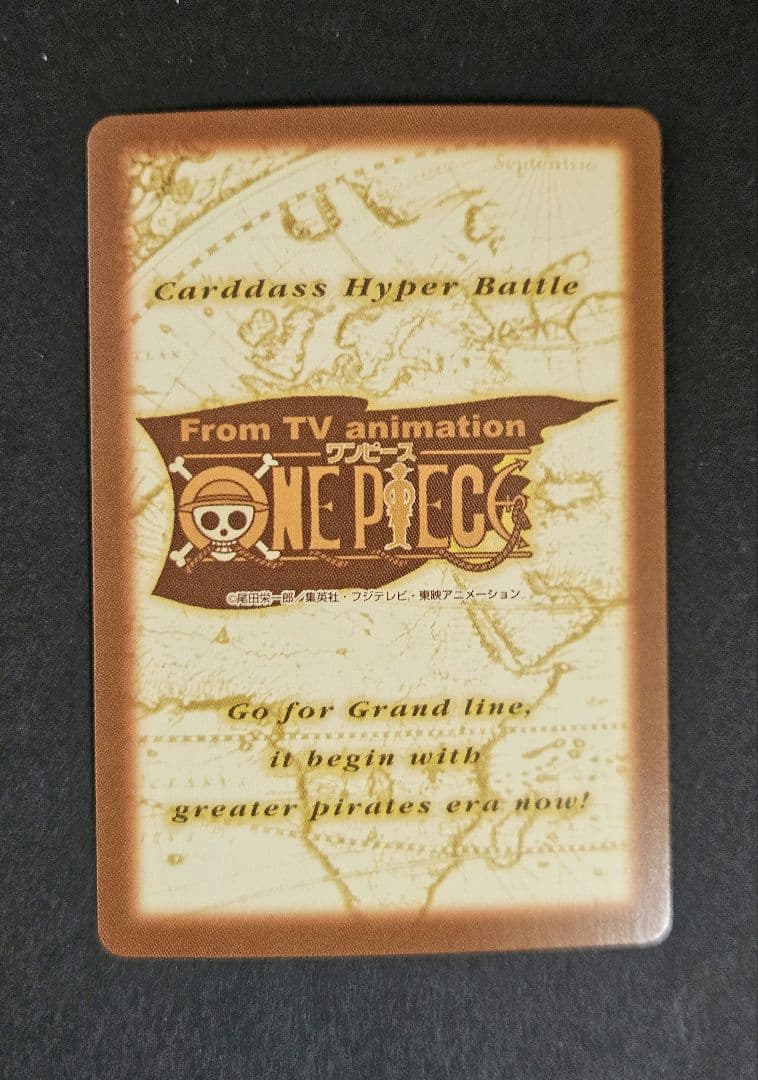 Septentrio
Carddass Hyper Battle
From TV animation
ワンピース
ONE PIECE
©尾田栄一郎／集英社・フジテレビ・東映アニメーション
Go for Grand line,
it begin with
greater pirates era now!